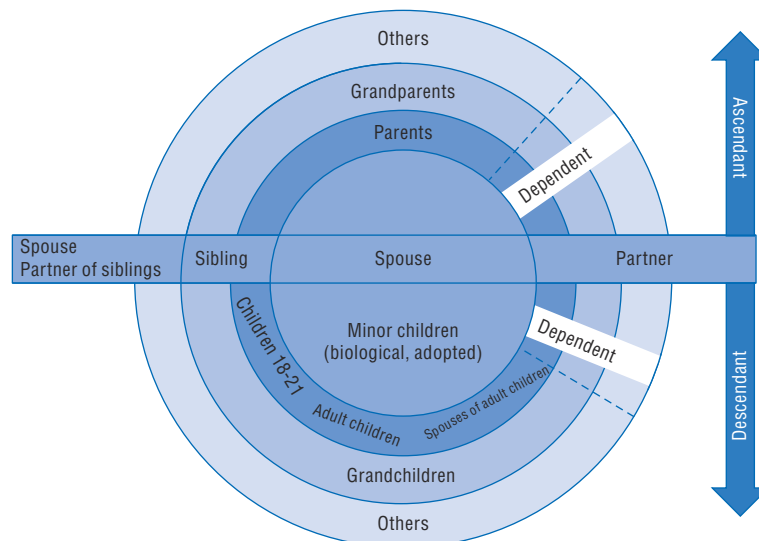 Others
Grandparents
Parents
Dependent
Ascendant
Spouse
Partner of siblings
Sibling
Spouse
Partner
Minor children
(biological, adopted)
Dependent
Children 18-21
Adult children
Spouses of adult children
Grandchildren
Others
Descendant